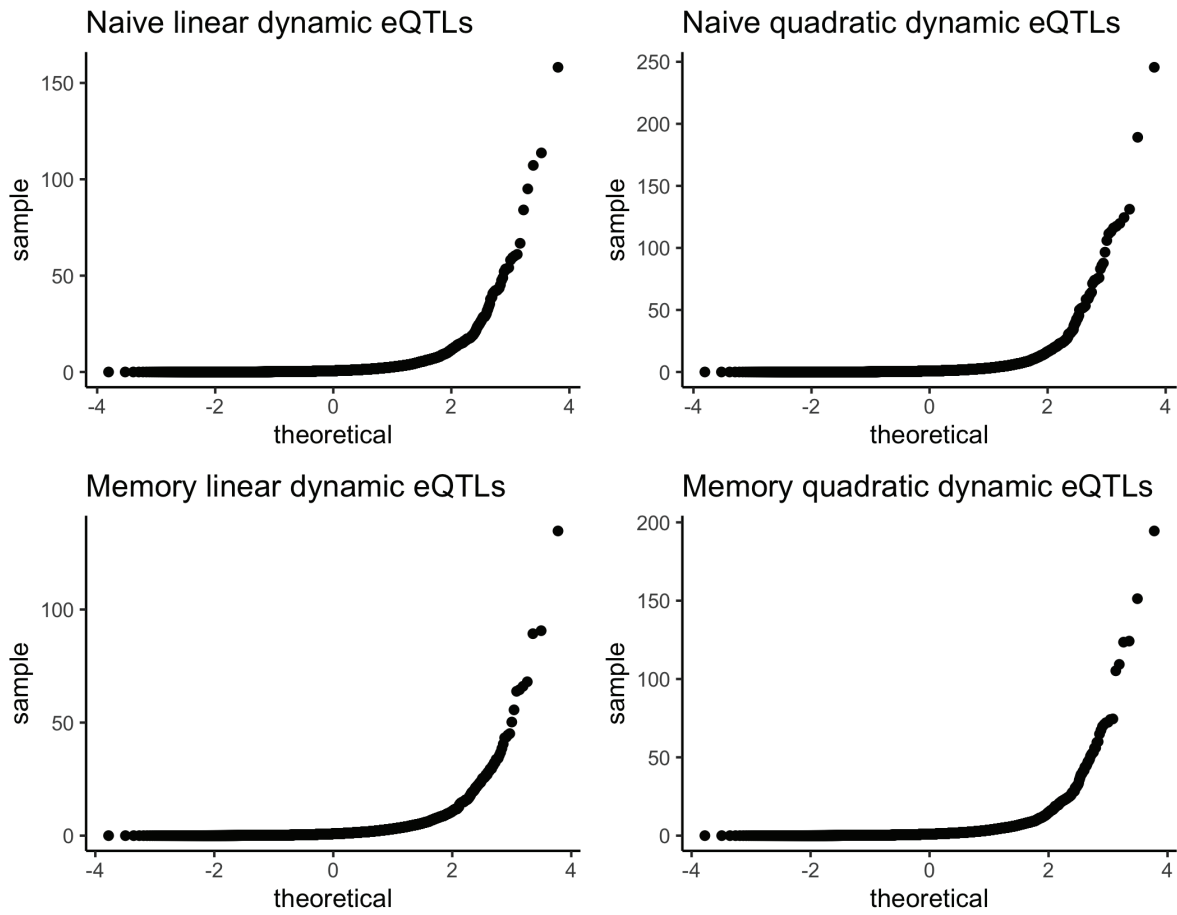 Naive linear dynamic eQTLs
150
100
50
0
sample
-4 -2 0 2 4
theoretical
Naive quadratic dynamic eQTLs
250
200
150
100
50
0
sample
-4 -2 0 2 4
theoretical
Memory linear dynamic eQTLs
100
50
0
sample
-4 -2 0 2 4
theoretical
Memory quadratic dynamic eQTLs
200
150
100
50
0
sample
-4 -2 0 2 4
theoretical